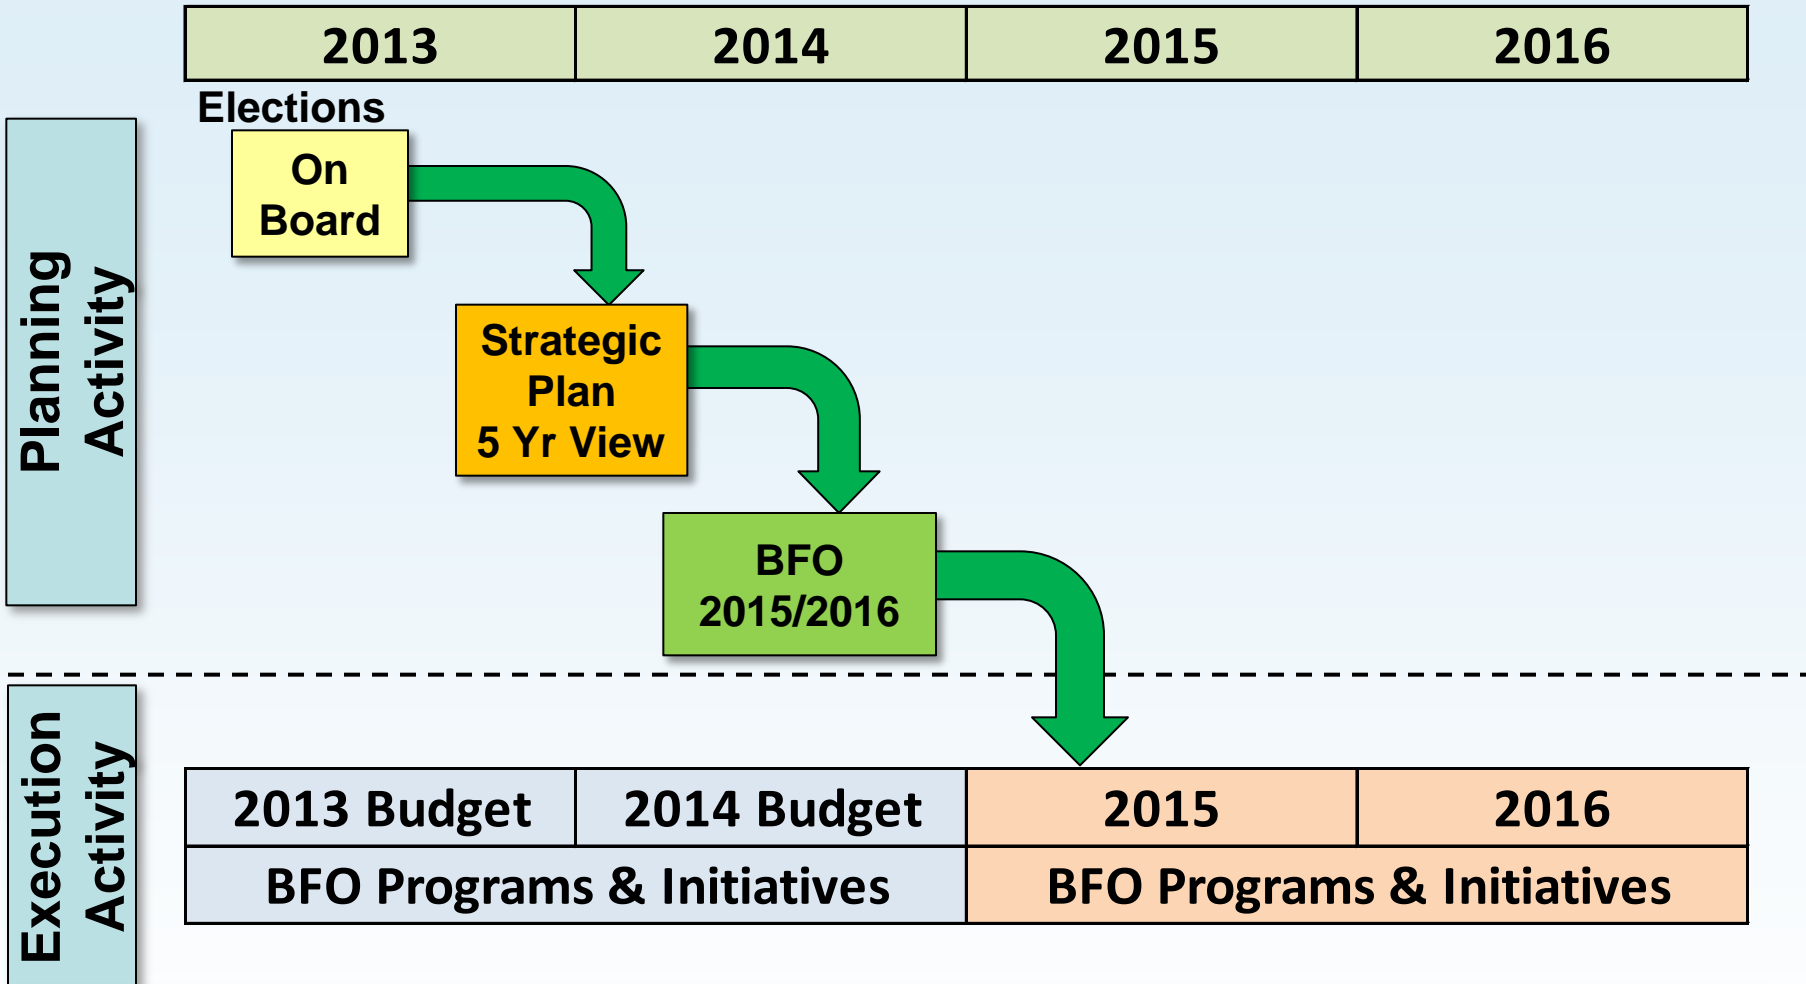 2013 2014 2015 2016
Elections
Planning
Activity
On
Board
Strategic
Plan
5 Yr View
BFO
2015/2016
Execution
Activity
2013 Budget 2014 Budget 2015 2016
BFO Programs & Initiatives BFO Programs & Initiatives